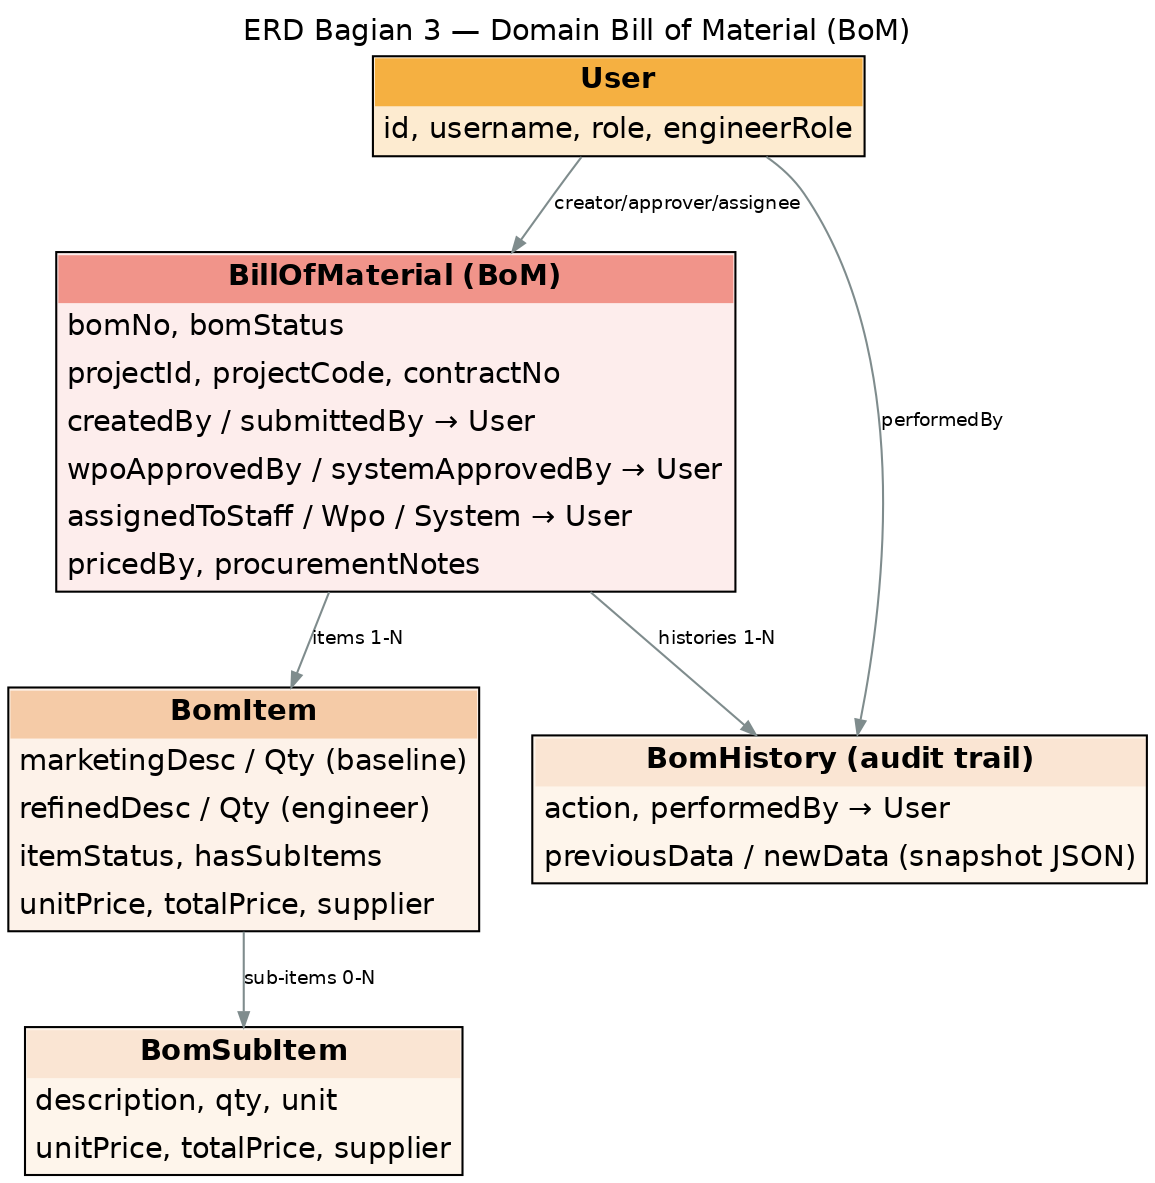 ERD Bagian 3 — Domain Bill of Material (BoM)
User
id, username, role, engineerRole
creator/approver/assignee
BillOfMaterial (BoM)
bomNo, bomStatus
projectId, projectCode, contractNo
createdBy / submittedBy → User
wpoApprovedBy / systemApprovedBy → User
assignedToStaff / Wpo / System → User
pricedBy, procurementNotes
performedBy
items 1-N
histories 1-N
BomItem
marketingDesc / Qty (baseline)
refinedDesc / Qty (engineer)
itemStatus, hasSubItems
unitPrice, totalPrice, supplier
BomHistory (audit trail)
action, performedBy → User
previousData / newData (snapshot JSON)
sub-items 0-N
BomSubItem
description, qty, unit
unitPrice, totalPrice, supplier